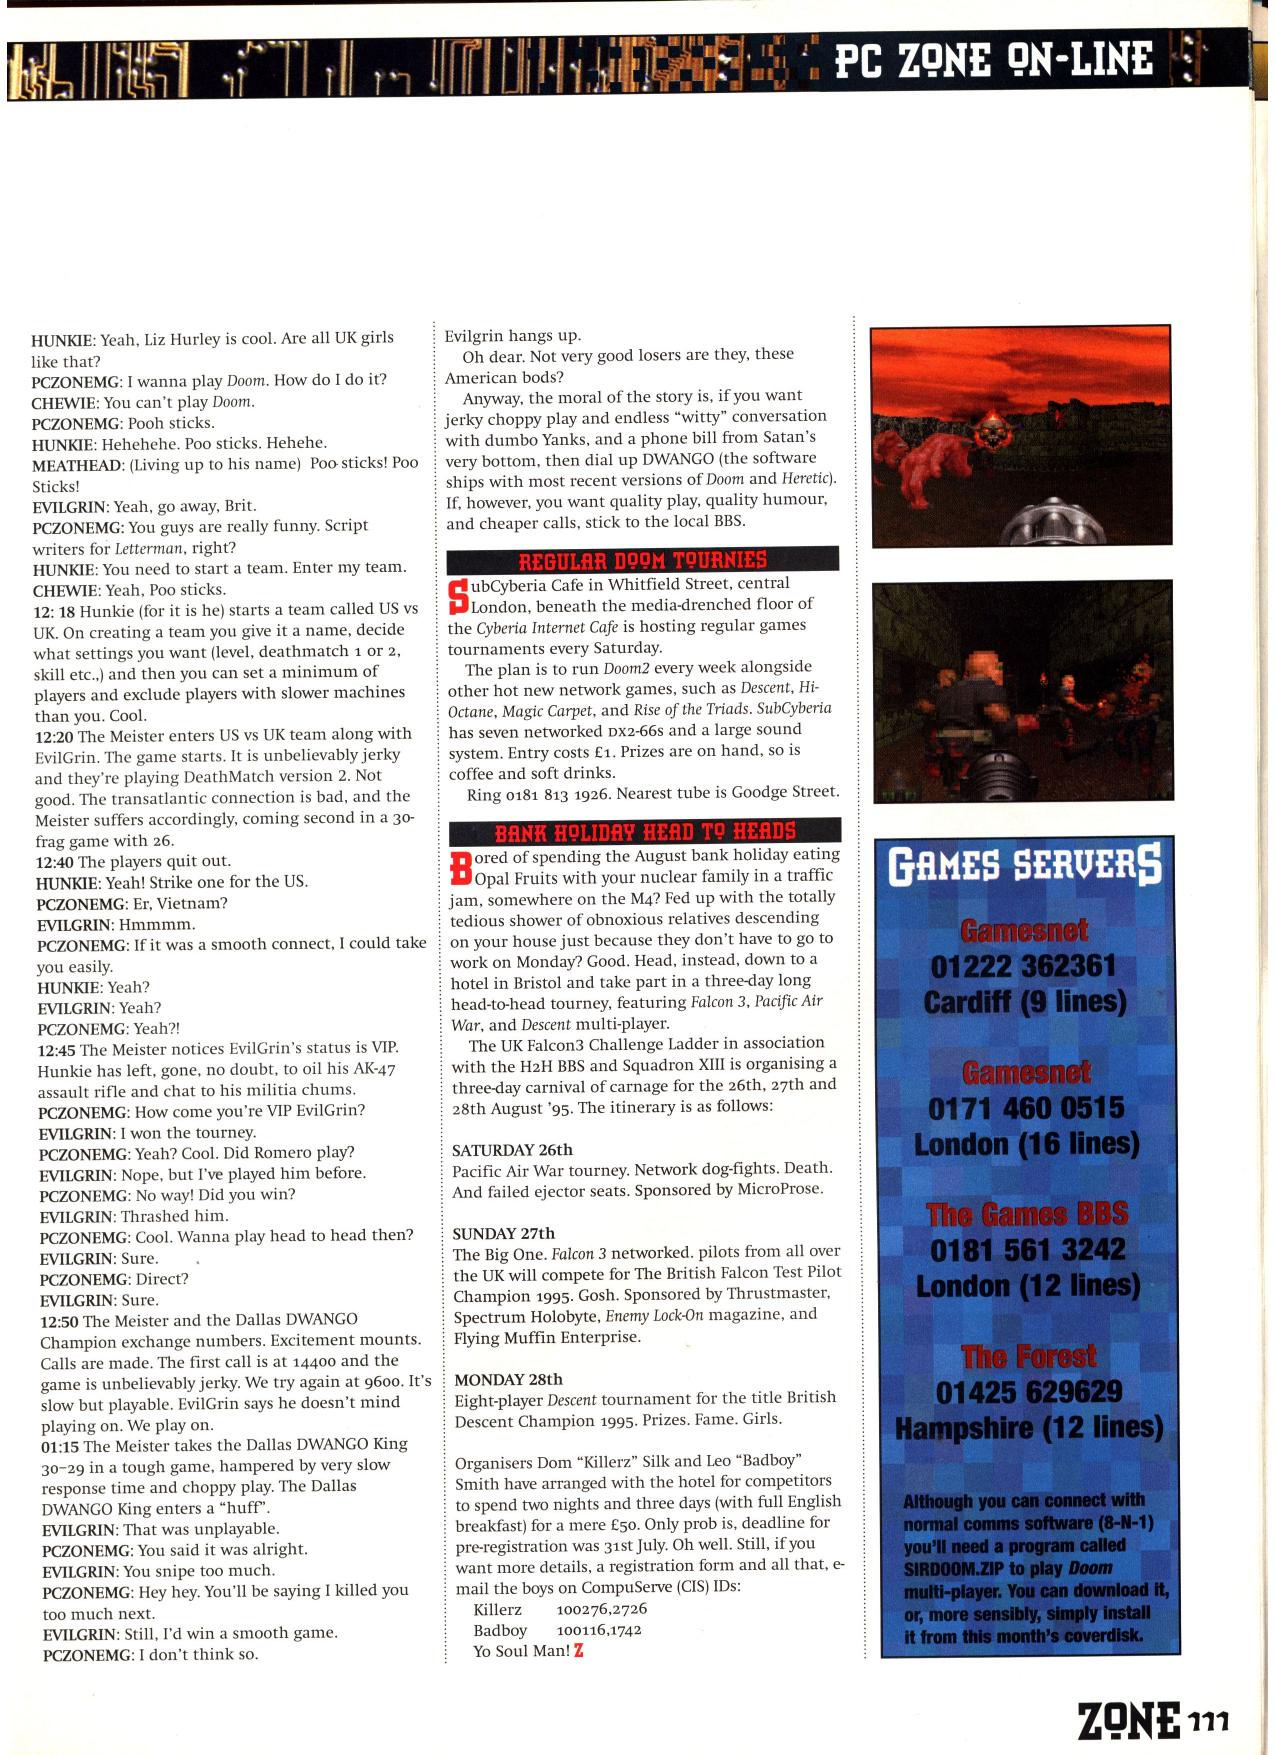 PC ZONE ON-LINE
HUNKIE: Yeah, Liz Hurley is cool. Are all UK girls
like that?
PCZONEMG: I wanna play Doom. How do I do it?
CHEWIE: You can't play Doom.
PCZONEMG: Pooh sticks.
HUNKIE: Hehehehe. Poo sticks. Hehehe.
MEATHEAD: (Living up to his name) Poo sticks! Poo
Sticks!
EVILGRIN: Yeah, go away, Brit.
PCZONEMG: You guys are really funny. Script
writers for Letterman, right?
HUNKIE: You need to start a team. Enter my team.
CHEWIE: Yeah, Poo sticks.
12: 18 Hunkie (for it is he) starts a team called US vs
UK. On creating a team you give it a name, decide
what settings you want (level, deathmatch 1 or 2,
skill etc.,) and then you can set a minimum of
players and exclude players with slower machines
than you. Cool.
12:20 The Meister enters US vs UK team along with
EvilGrin. The game starts. It is unbelievably jerky
and they're playing DeathMatch version 2. Not
good. The transatlantic connection is bad, and the
Meister suffers accordingly, coming second in a 30-
frag game with 26.
12:40 The players quit out.
HUNKIE: Yeah! Strike one for the US.
PCZONEMG: Er, Vietnam?
EVILGRIN: Hmmmm.
PCZONEMG: If it was a smooth connect, I could take
you easily.
HUNKIE: Yeah?
EVILGRIN: Yeah?
PCZONEMG: Yeah?!
12:45 The Meister notices EvilGrin's status is VIP.
Hunkie has left, gone, no doubt, to oil his AK-47
assault rifle and chat to his militia chums.
PCZONEMG: How come you're VIP EvilGrin?
EVILGRIN: I won the tourney.
PCZONEMG: Yeah? Cool. Did Romero play?
EVILGRIN: Nope, but I've played him before.
PCZONEMG: No way! Did you win?
EVILGRIN: Thrashed him.
PCZONEMG: Cool. Wanna play head to head then?
EVILGRIN: Sure.
PCZONEMG: Direct?
EVILGRIN: Sure.
12:50 The Meister and the Dallas DWANGO
Champion exchange numbers. Excitement mounts.
Calls are made. The first call is at 14400 and the
game is unbelievably jerky. We try again at 9600. It's
slow but playable. EvilGrin says he doesn't mind
playing on. We play on.
01:15 The Meister takes the Dallas DWANGO King
30–29 in a tough game, hampered by very slow
response time and choppy play. The Dallas
DWANGO King enters a "huff".
EVILGRIN: That was unplayable.
PCZONEMG: You said it was alright.
EVILGRIN: You snipe too much.
PCZONEMG: Hey hey. You'll be saying I killed you
too much next.
EVILGRIN: Still, I'd win a smooth game.
PCZONEMG: I don't think so.
Evilgrin hangs up.
Oh dear. Not very good losers are they, these
American bods?
Anyway, the moral of the story is, if you want
jerky choppy play and endless "witty" conversation
with dumbo Yanks, and a phone bill from Satan's
very bottom, then dial up DWANGO (the software
ships with most recent versions of Doom and Heretic).
If, however, you want quality play, quality humour,
and cheaper calls, stick to the local BBS.
REGULAR DOOM TOURNIES
SubCyberia Cafe in Whitfield Street, central
London, beneath the media-drenched floor of
the Cyberia Internet Cafe is hosting regular games
tournaments every Saturday.
The plan is to run Doom2 every week alongside
other hot new network games, such as Descent, Hi-
Octane, Magic Carpet, and Rise of the Triads. SubCyberia
has seven networked DX2-66s and a large sound
system. Entry costs £1. Prizes are on hand, so is
coffee and soft drinks.
Ring 0181 813 1926. Nearest tube is Goodge Street.
BANK HOLIDAY HEAD TO HEADS
Bored of spending the August bank holiday eating
Opal Fruits with your nuclear family in a traffic
jam, somewhere on the M4? Fed up with the totally
tedious shower of obnoxious relatives descending
on your house just because they don't have to go to
work on Monday? Good. Head, instead, down to a
hotel in Bristol and take part in a three-day long
head-to-head tourney, featuring Falcon 3, Pacific Air
War, and Descent multi-player.
The UK Falcon3 Challenge Ladder in association
with the H2H BBS and Squadron XIII is organising a
three-day carnival of carnage for the 26th, 27th and
28th August '95. The itinerary is as follows:
SATURDAY 26th
Pacific Air War tourney. Network dog-fights. Death.
And failed ejector seats. Sponsored by MicroProse.
SUNDAY 27th
The Big One. Falcon 3 networked. pilots from all over
the UK will compete for The British Falcon Test Pilot
Champion 1995. Gosh. Sponsored by Thrustmaster,
Spectrum Holobyte, Enemy Lock-On magazine, and
Flying Muffin Enterprise.
MONDAY 28th
Eight-player Descent tournament for the title British
Descent Champion 1995. Prizes. Fame. Girls.
Organisers Dom "Killerz" Silk and Leo "Badboy"
Smith have arranged with the hotel for competitors
to spend two nights and three days (with full English
breakfast) for a mere £50. Only prob is, deadline for
pre-registration was 31st July. Oh well. Still, if you
want more details, a registration form and all that, e-
mail the boys on CompuServe (CIS) IDs:
Killerz 100276,2726
Badboy 100116,1742
Yo Soul Man! Z
GAMES SERVERS
Gamesnet
01222 362361
Cardiff (9 lines)
Gamesnet
0171 460 0515
London (16 lines)
The Games BBS
0181 561 3242
London (12 lines)
The Forest
01425 629629
Hampshire (12 lines)
Although you can connect with
normal comms software (8-N-1)
you'll need a program called
SIRDOOM.ZIP to play Doom
multi-player. You can download it,
or, more sensibly, simply install
it from this month's coverdisk.
ZONE 111